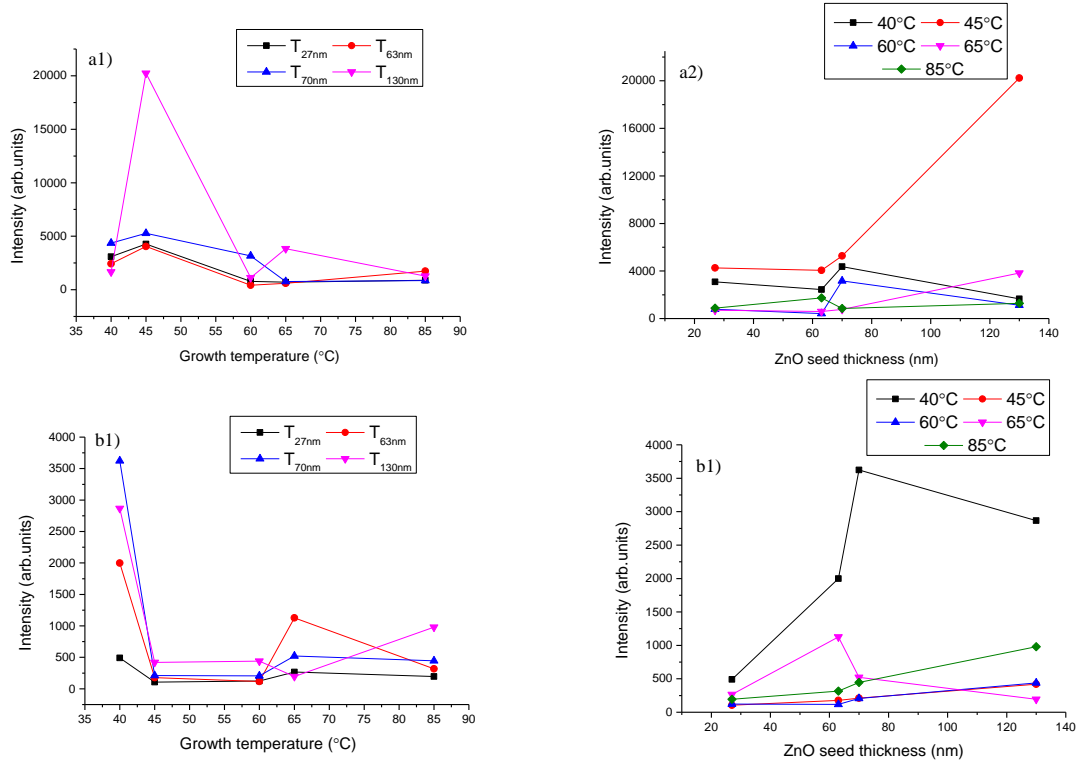 a1)
T27nm T63nm
T70nm T130nm
20000
15000
10000
5000
0
Intensity (arb.units)
35 40 45 50 55 60 65 70 75 80 85 90
Growth temperature (°C)
a2)
40°C 45°C
60°C 65°C
85°C
20000
16000
12000
8000
4000
0
Intensity (arb.units)
20 40 60 80 100 120 140
ZnO seed thickness (nm)
b1)
T27nm T63nm
T70nm T130nm
4000
3500
3000
2500
2000
1500
1000
500
0
Intensity (arb.units)
35 40 45 50 55 60 65 70 75 80 85 90
Growth temperature (°C)
b1)
40°C 45°C
60°C 65°C
85°C
4000
3500
3000
2500
2000
1500
1000
500
0
Intensity (arb.units)
20 40 60 80 100 120 140
ZnO seed thickness (nm)